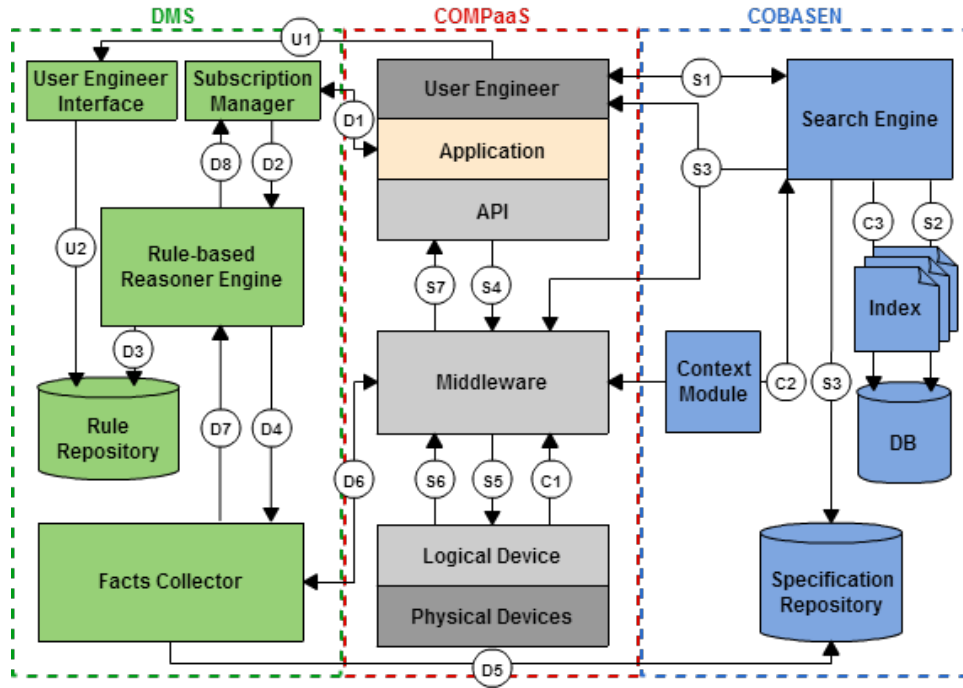 DMS
COMPaaS
COBASEN
U1
User Engineer
Interface
Subscription
Manager
User Engineer
S1
Search Engine
D1
Application
D8
D2
S3
API
C3
S2
U2
Rule-based
Reasoner Engine
S7
S4
Index
D3
Middleware
Context
Module
C2
S3
Rule
Repository
D7
D4
DB
D6
S6
S5
C1
Logical Device
Facts Collector
Specification
Repository
Physical Devices
D5